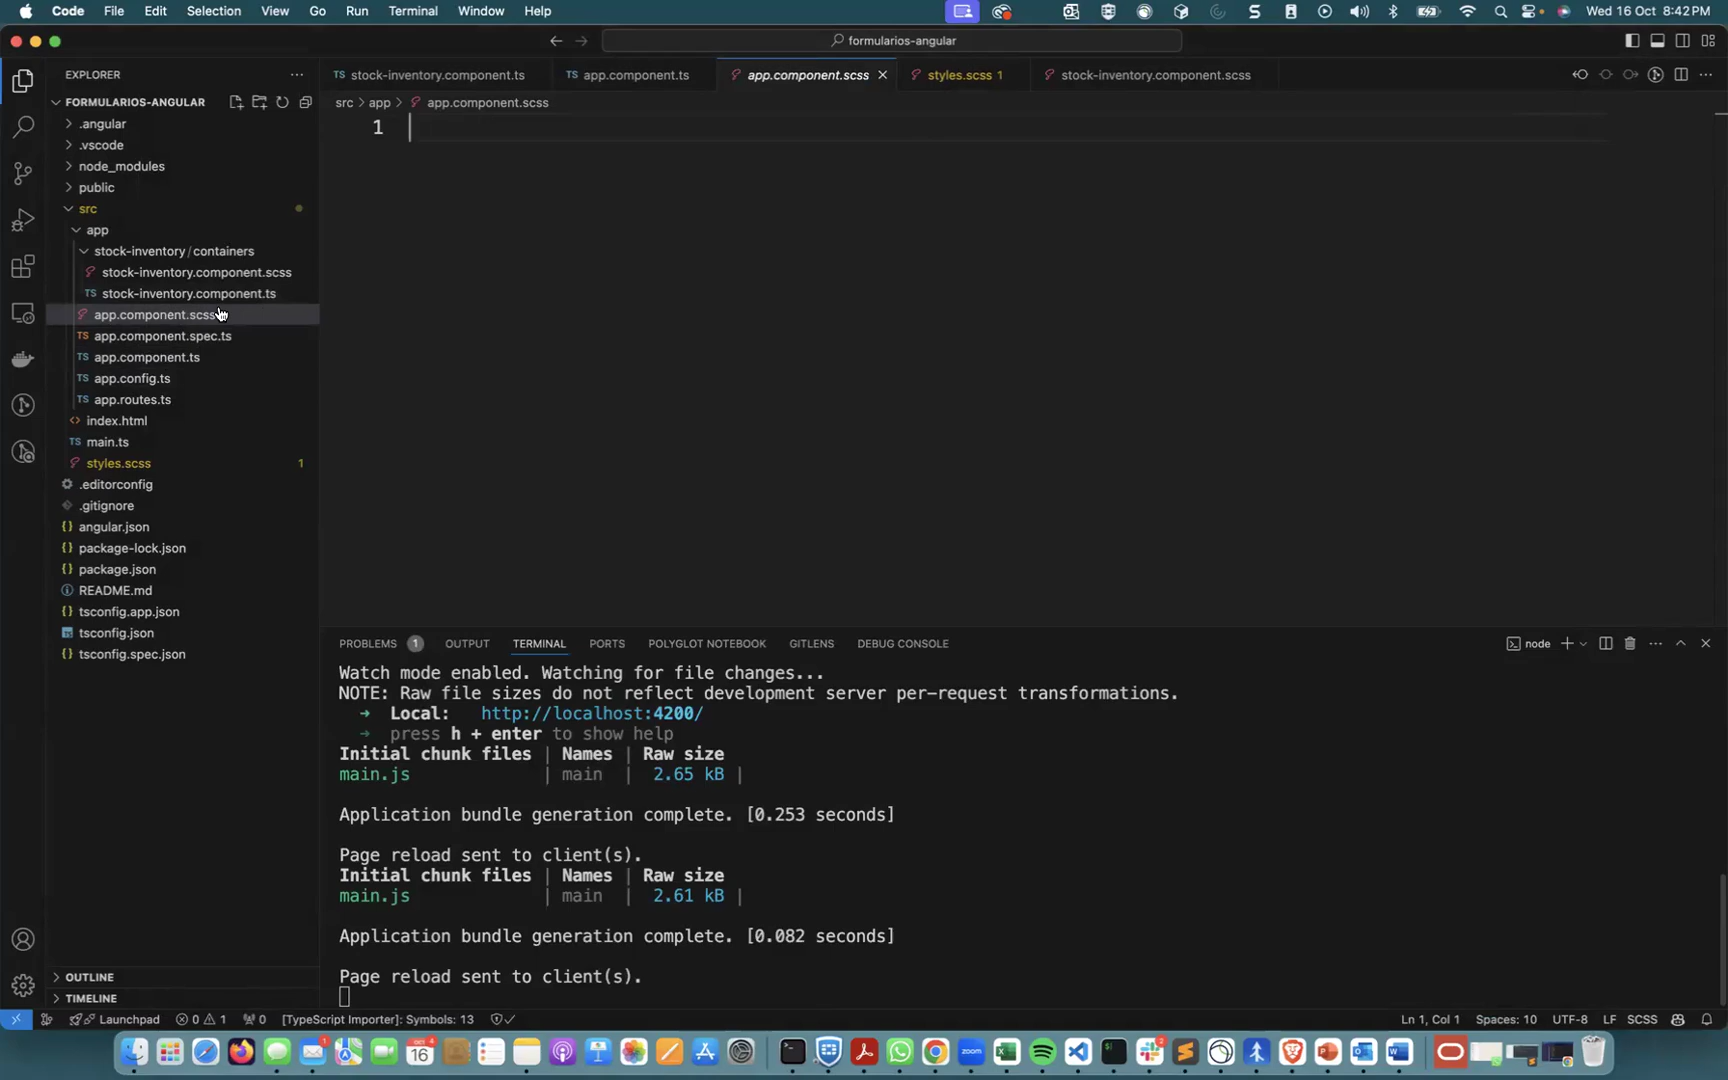 Code File Edit Selection View Go Run Terminal Window Help
Wed 16 Oct 8:42 PM
formularios-angular
EXPLORER
FORMULARIOS-ANGULAR
.angular
.vscode
node_modules
public
src
app
stock-inventory/containers
stock-inventory.component.scss
stock-inventory.component.ts
app.component.scss
app.component.spec.ts
app.component.ts
app.config.ts
app.routes.ts
index.html
main.ts
styles.scss 1
.editorconfig
.gitignore
angular.json
package-lock.json
package.json
README.md
tsconfig.app.json
tsconfig.json
tsconfig.spec.json
OUTLINE
TIMELINE
stock-inventory.component.ts app.component.ts app.component.scss styles.scss 1 stock-inventory.component.scss
src > app > app.component.scss
1
PROBLEMS 1 OUTPUT TERMINAL PORTS POLYGLOT NOTEBOOK GITLENS DEBUG CONSOLE
node
Watch mode enabled. Watching for file changes...
NOTE: Raw file sizes do not reflect development server per-request transformations.
➜ Local: http://localhost:4200/
➜ press h + enter to show help
Initial chunk files | Names | Raw size
main.js | main | 2.65 kB |
Application bundle generation complete. [0.253 seconds]
Page reload sent to client(s).
Initial chunk files | Names | Raw size
main.js | main | 2.61 kB |
Application bundle generation complete. [0.082 seconds]
Page reload sent to client(s).
Launchpad 0 1 0 [TypeScript Importer]: Symbols: 13
Ln 1, Col 1 Spaces: 10 UTF-8 LF SCSS